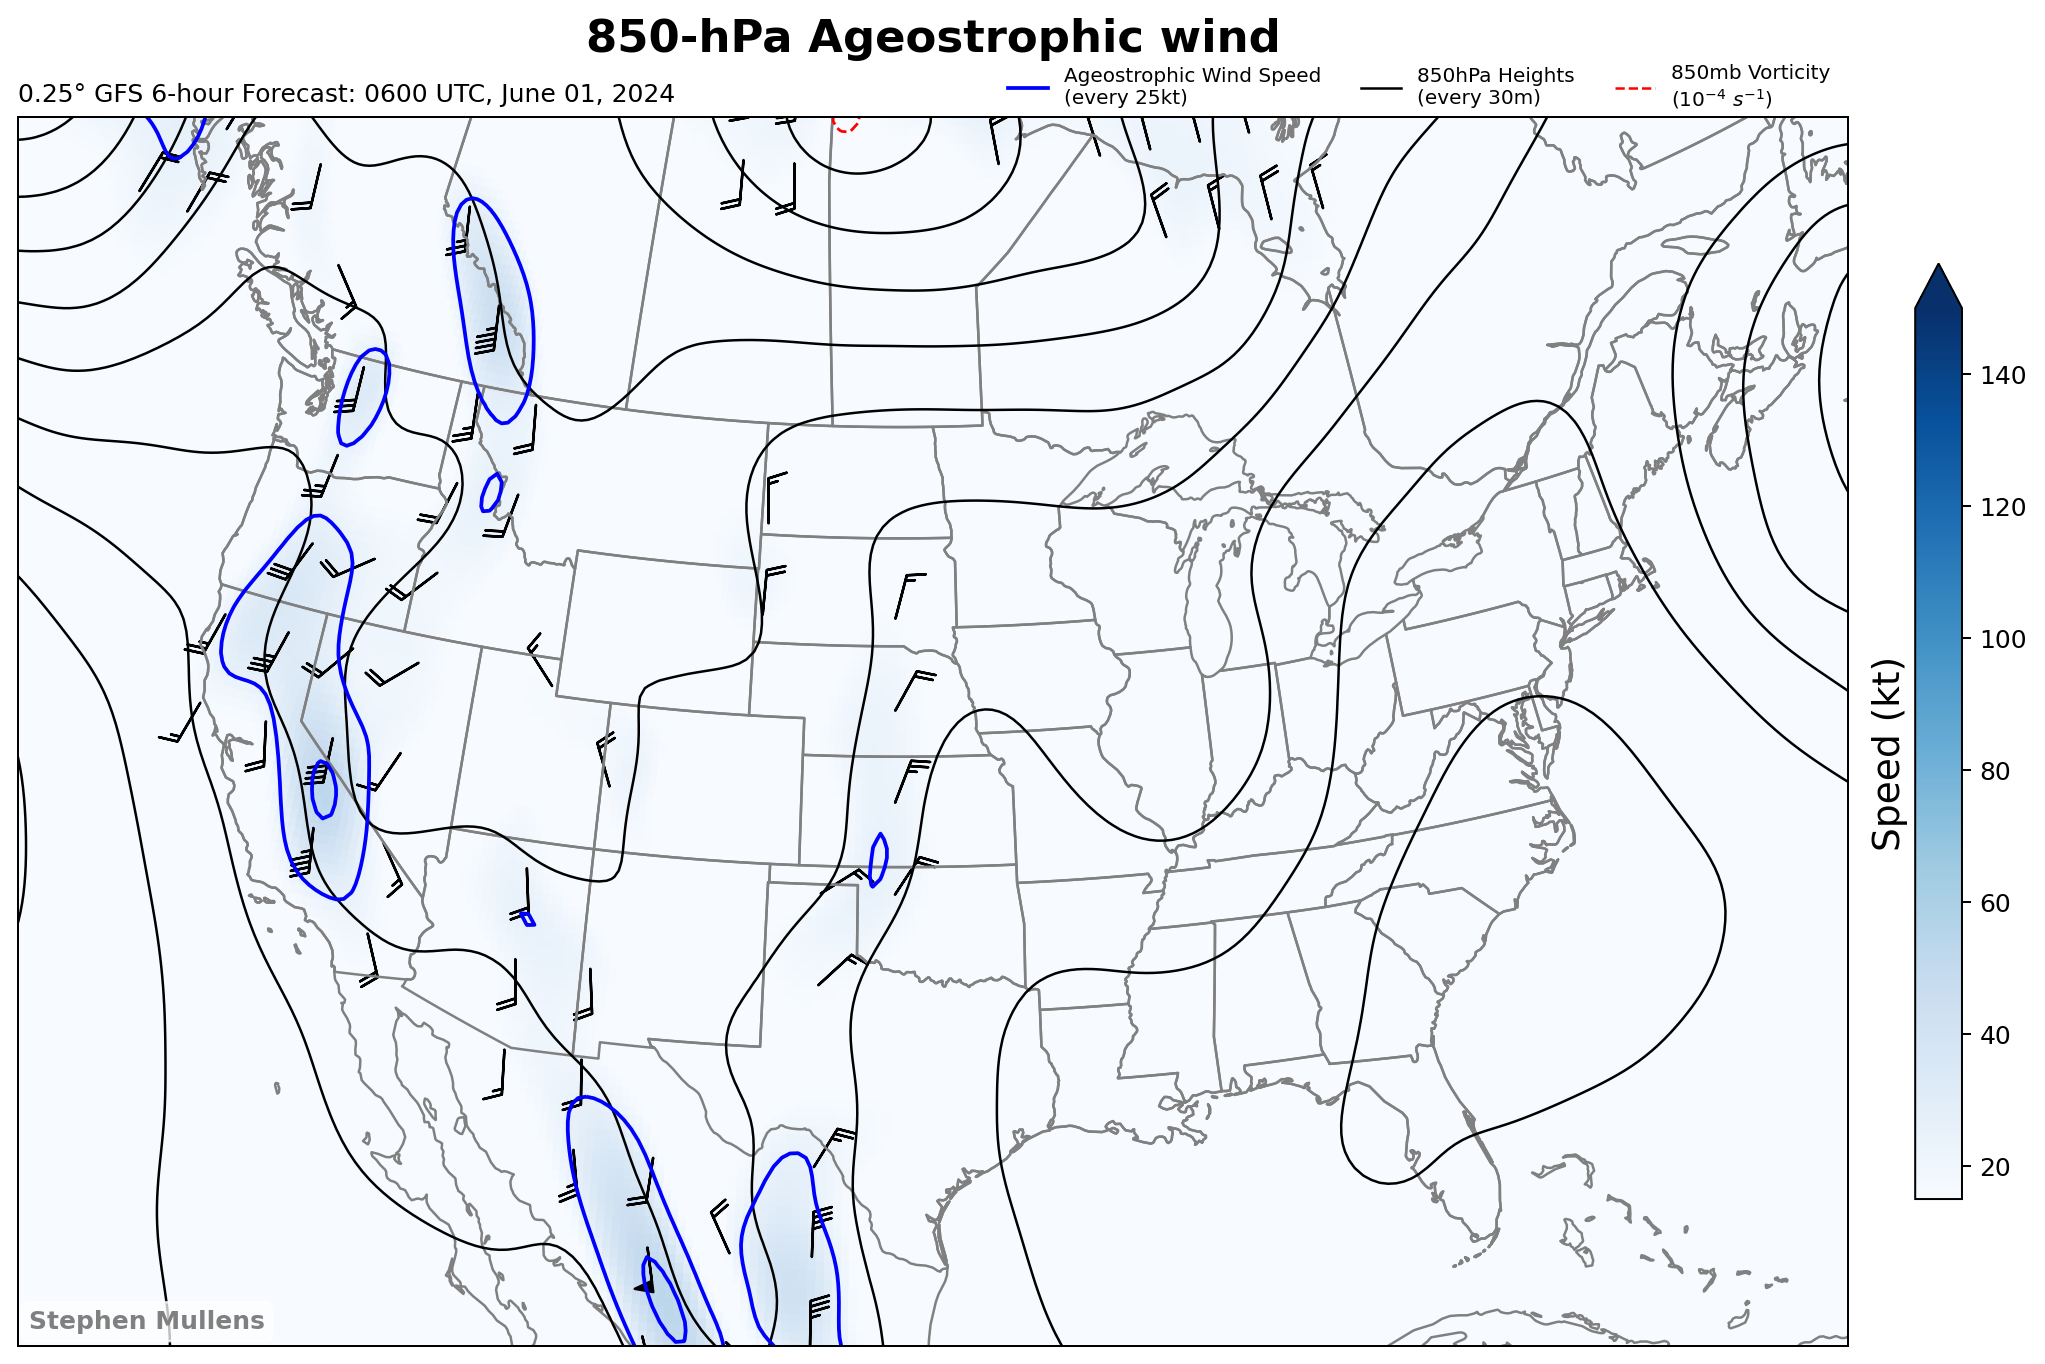 850-hPa Ageostrophic wind
0.25° GFS 6-hour Forecast: 0600 UTC, June 01, 2024
Ageostrophic Wind Speed
(every 25kt)
850hPa Heights
(every 30m)
850mb Vorticity
(10⁻⁴ s⁻¹)
140
120
100
80
60
40
20
Speed (kt)
Stephen Mullens